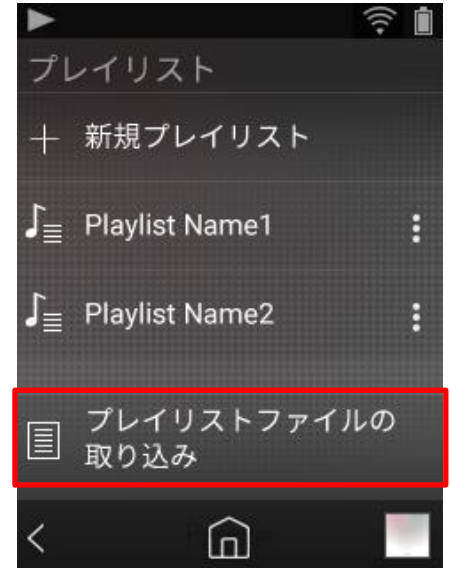 プレイリスト
新規プレイリスト
Playlist Name1
Playlist Name2
プレイリストファイルの
取り込み